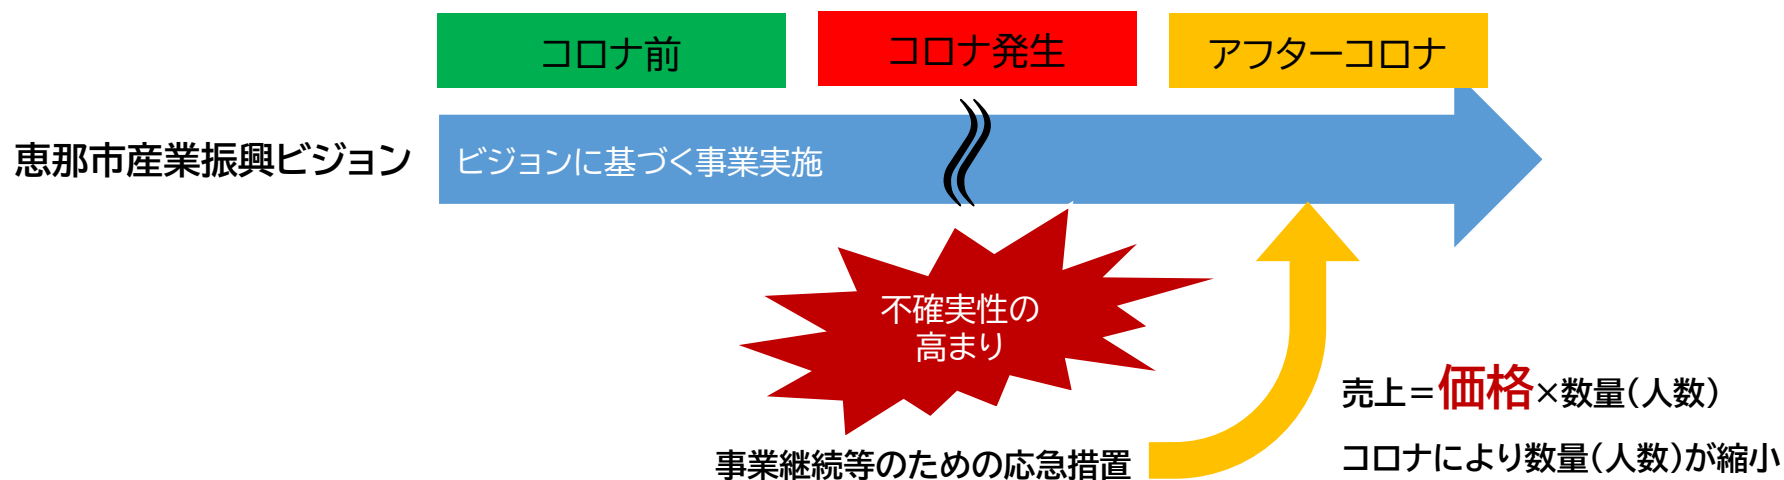 コロナ前
コロナ発生
アフターコロナ
恵那市産業振興ビジョン
ビジョンに基づく事業実施
不確実性の
高まり
売上=価格×数量(人数)
コロナにより数量(人数)が縮小
事業継続等のための応急措置